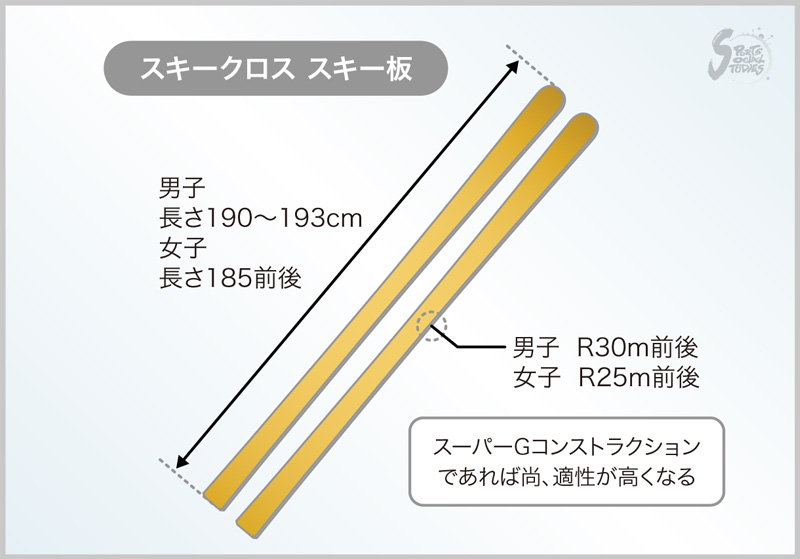 スキークロス スキー板
SPORTS
SOCIAL
STUDIES
男子
長さ190～193cm
女子
長さ185前後
男子 R30m前後
女子 R25m前後
スーパーGコンストラクション
であれば尚、適性が高くなる